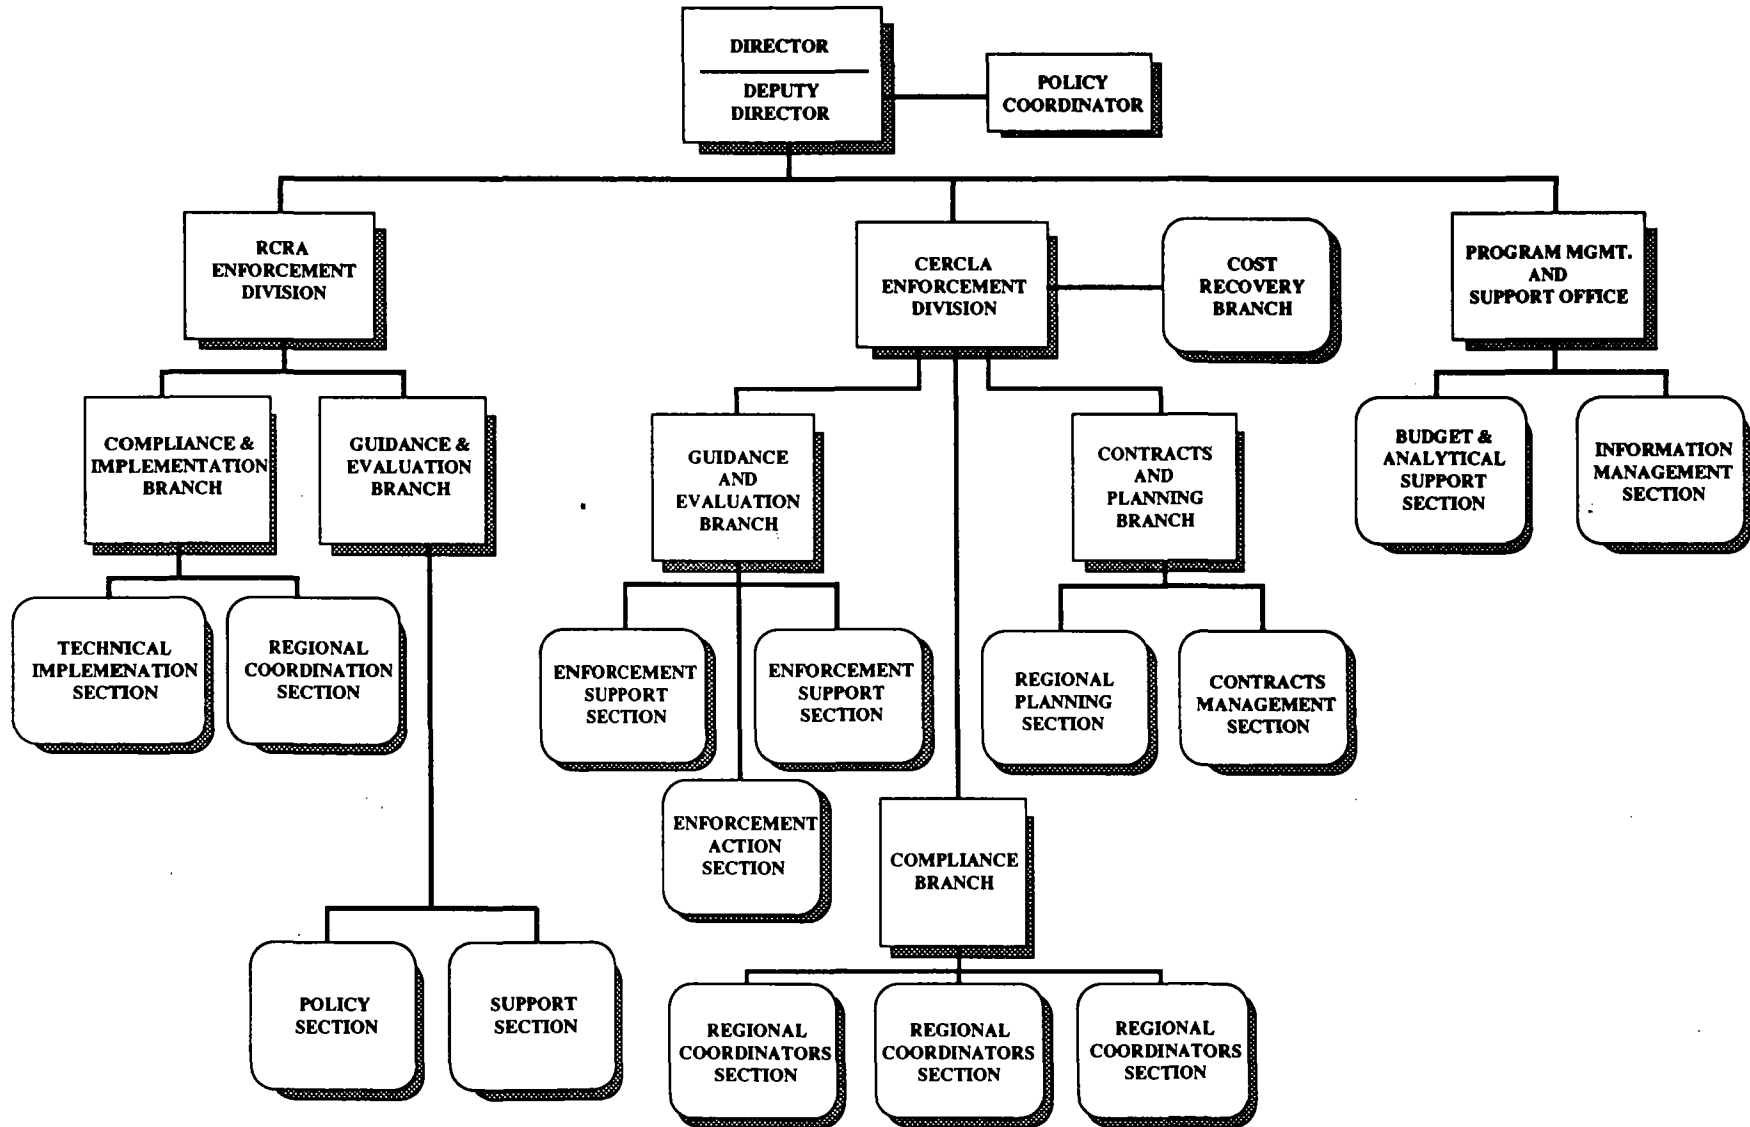 DIRECTOR
DEPUTY
DIRECTOR
POLICY
COORDINATOR
RCRA
ENFORCEMENT
DIVISION
CERCLA
ENFORCEMENT
DIVISION
COST
RECOVERY
BRANCH
PROGRAM MGMT.
AND
SUPPORT OFFICE
COMPLIANCE &
IMPLEMENTATION
BRANCH
GUIDANCE &
EVALUATION
BRANCH
GUIDANCE
AND
EVALUATION
BRANCH
CONTRACTS
AND
PLANNING
BRANCH
BUDGET &
ANALYTICAL
SUPPORT
SECTION
INFORMATION
MANAGEMENT
SECTION
TECHNICAL
IMPLEMENATION
SECTION
REGIONAL
COORDINATION
SECTION
ENFORCEMENT
SUPPORT
SECTION
ENFORCEMENT
SUPPORT
SECTION
REGIONAL
PLANNING
SECTION
CONTRACTS
MANAGEMENT
SECTION
ENFORCEMENT
ACTION
SECTION
COMPLIANCE
BRANCH
POLICY
SECTION
SUPPORT
SECTION
REGIONAL
COORDINATORS
SECTION
REGIONAL
COORDINATORS
SECTION
REGIONAL
COORDINATORS
SECTION